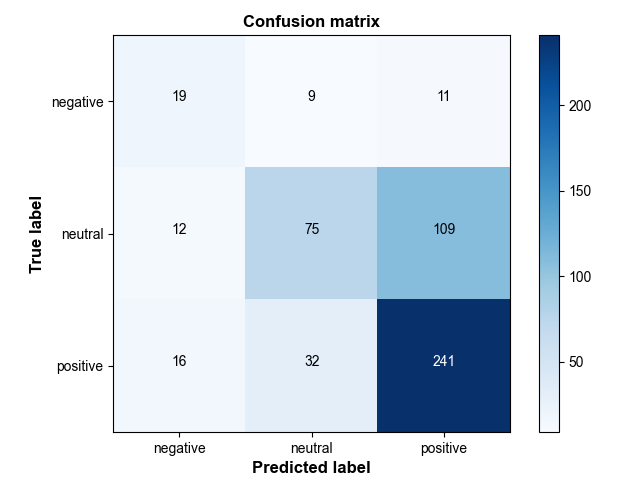 Confusion matrix
negative 19 9 11
neutral 12 75 109
positive 16 32 241
negative neutral positive
Predicted label
True label
200
150
100
50